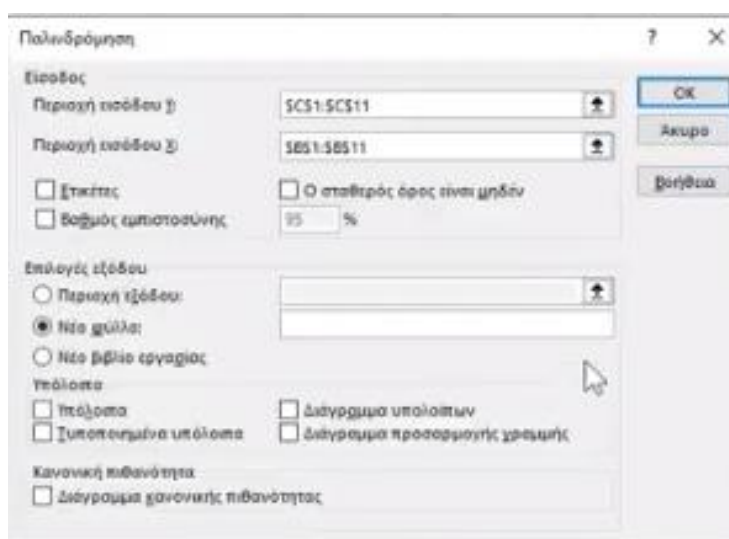 Παλινδρόμηση ? ×
Είσοδος
Περιοχή εισόδου Y: $C$1:$C$11
OK
Άκυρο
Περιοχή εισόδου X: $B$1:$B$11
Βοήθεια
Ετικέτες Ο σταθερός όρος είναι μηδέν
Βαθμός εμπιστοσύνης 95 %
Επιλογές εξόδου
Περιοχή εξόδου:
Νέο φύλλο:
Νέο βιβλίο εργασίας
Υπόλοιπα
Υπόλοιπα Διάγραμμα υπολοίπων
Τυποποιημένα υπόλοιπα Διάγραμμα προσαρμογής γραμμής
Κανονική πιθανότητα
Διάγραμμα κανονικής πιθανότητας